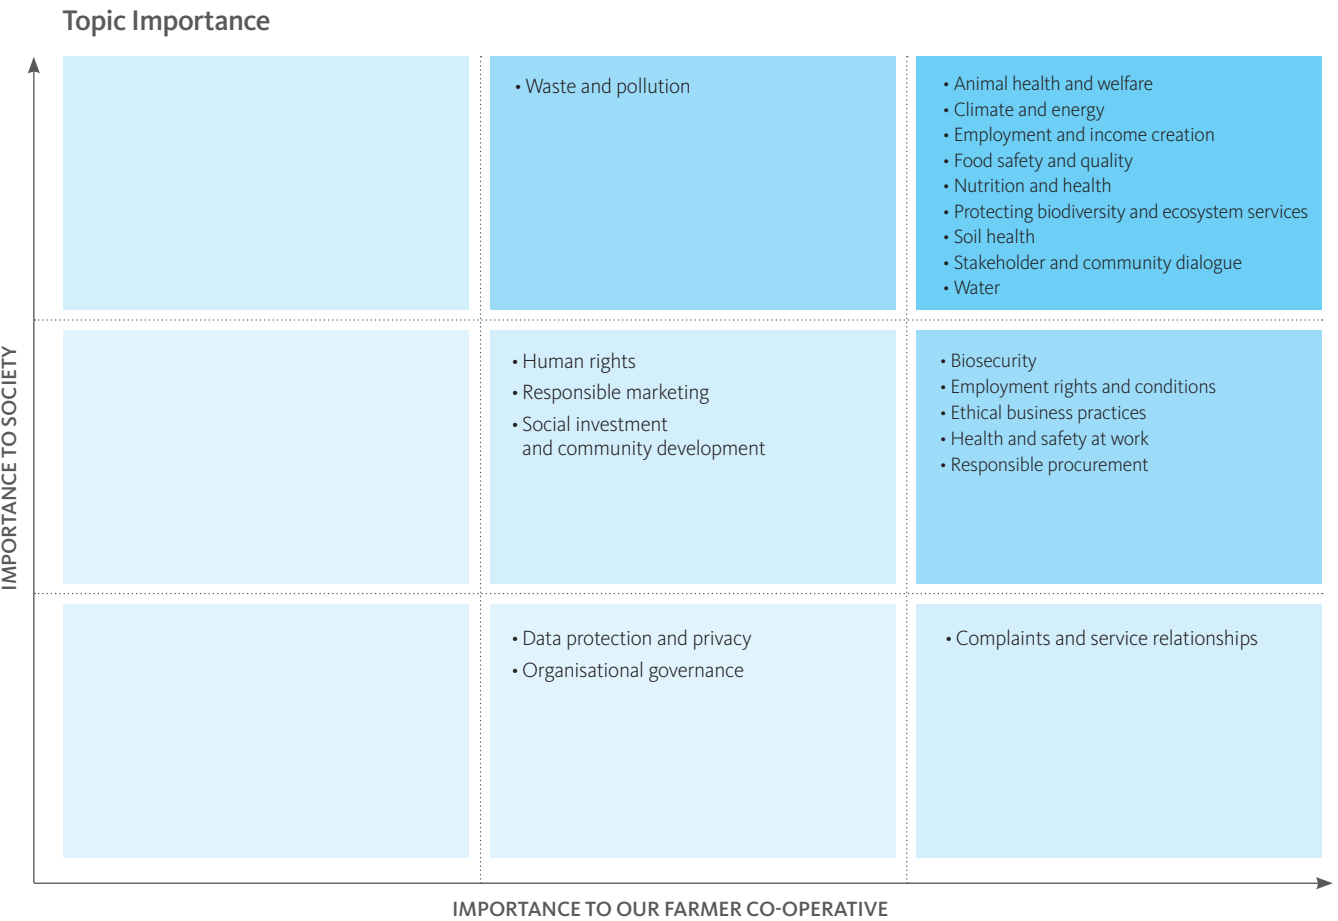 Topic Importance
• Waste and pollution
• Animal health and welfare
• Climate and energy
• Employment and income creation
• Food safety and quality
• Nutrition and health
• Protecting biodiversity and ecosystem services
• Soil health
• Stakeholder and community dialogue
• Water
IMPORTANCE TO SOCIETY
• Human rights
• Responsible marketing
• Social investment
and community development
• Biosecurity
• Employment rights and conditions
• Ethical business practices
• Health and safety at work
• Responsible procurement
• Data protection and privacy
• Organisational governance
• Complaints and service relationships
IMPORTANCE TO OUR FARMER CO-OPERATIVE